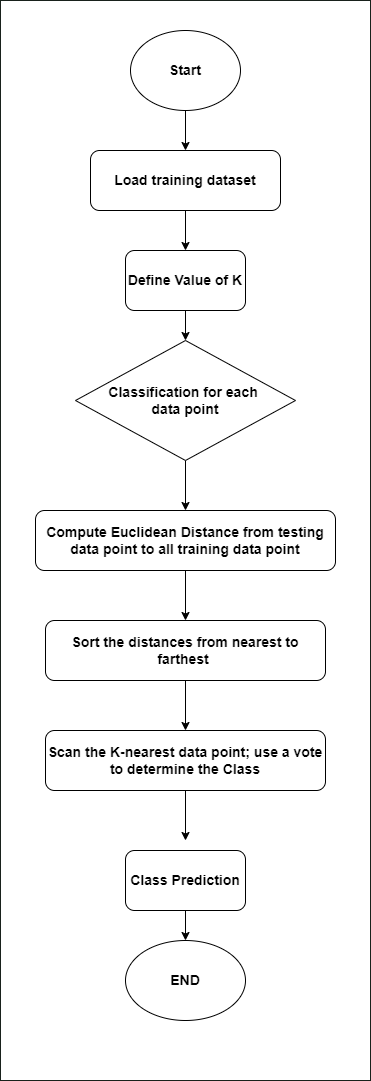 Start
Load training dataset
Define Value of K
Classification for each
data point
Compute Euclidean Distance from testing
data point to all training data point
Sort the distances from nearest to
farthest
Scan the K-nearest data point; use a vote
to determine the Class
Class Prediction
END